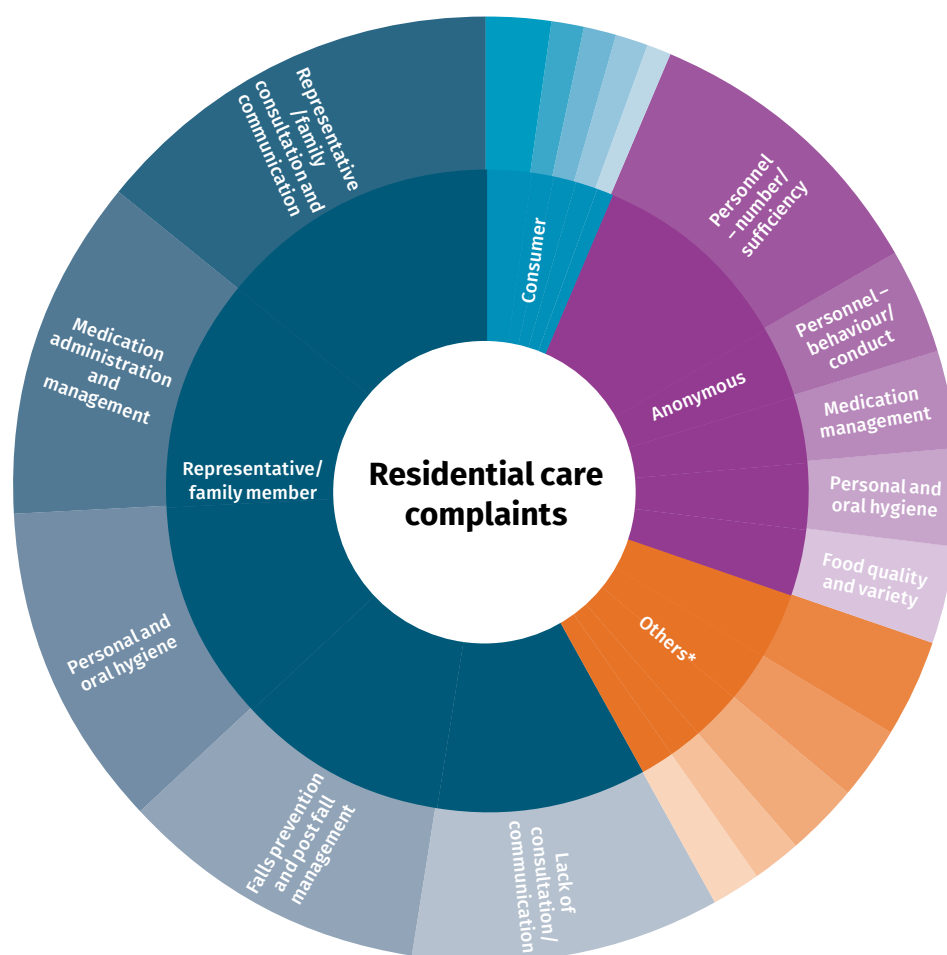 Residential care
complaints
Consumer
Anonymous
Personnel
– number/
sufficiency
Personnel –
behaviour/
conduct
Medication
management
Personal and
oral hygiene
Food quality
and variety
Others*
Representative/
family member
Lack of
consultation/
communication
Falls prevention
and post fall
management
Personal and
oral hygiene
Medication
administration
and
management
Representative
/family
consultation and
communication